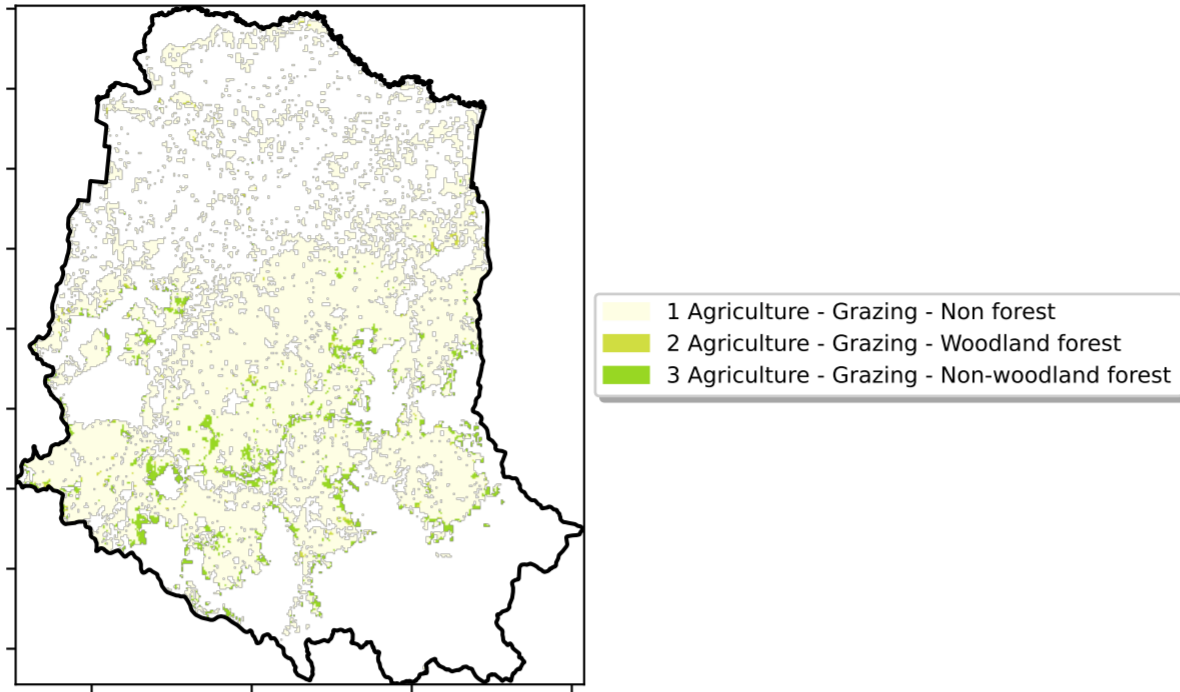 1 Agriculture - Grazing - Non forest
2 Agriculture - Grazing - Woodland forest
3 Agriculture - Grazing - Non-woodland forest